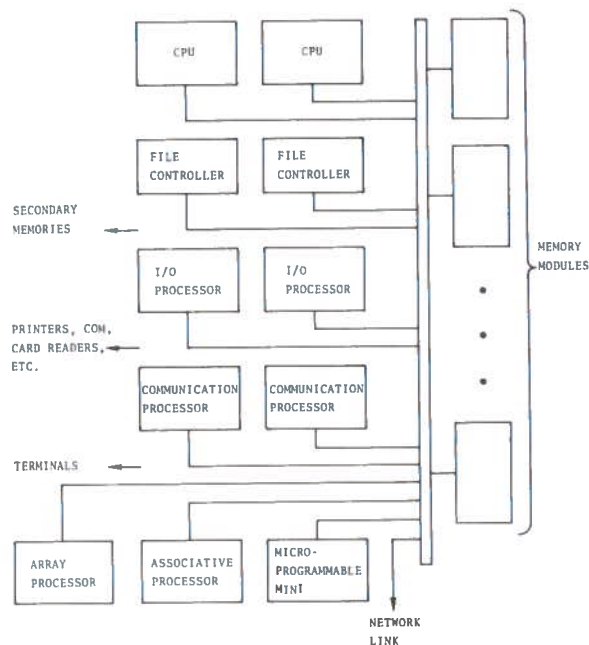 CPU
CPU
FILE
CONTROLLER
FILE
CONTROLLER
SECONDARY
MEMORIES
I/O
PROCESSOR
I/O
PROCESSOR
MEMORY
MODULES
PRINTERS, COM,
CARD READERS,
ETC.
COMMUNICATION
PROCESSOR
COMMUNICATION
PROCESSOR
TERMINALS
ARRAY
PROCESSOR
ASSOCIATIVE
PROCESSOR
MICRO-
PROGRAMMABLE
MINI
NETWORK
LINK